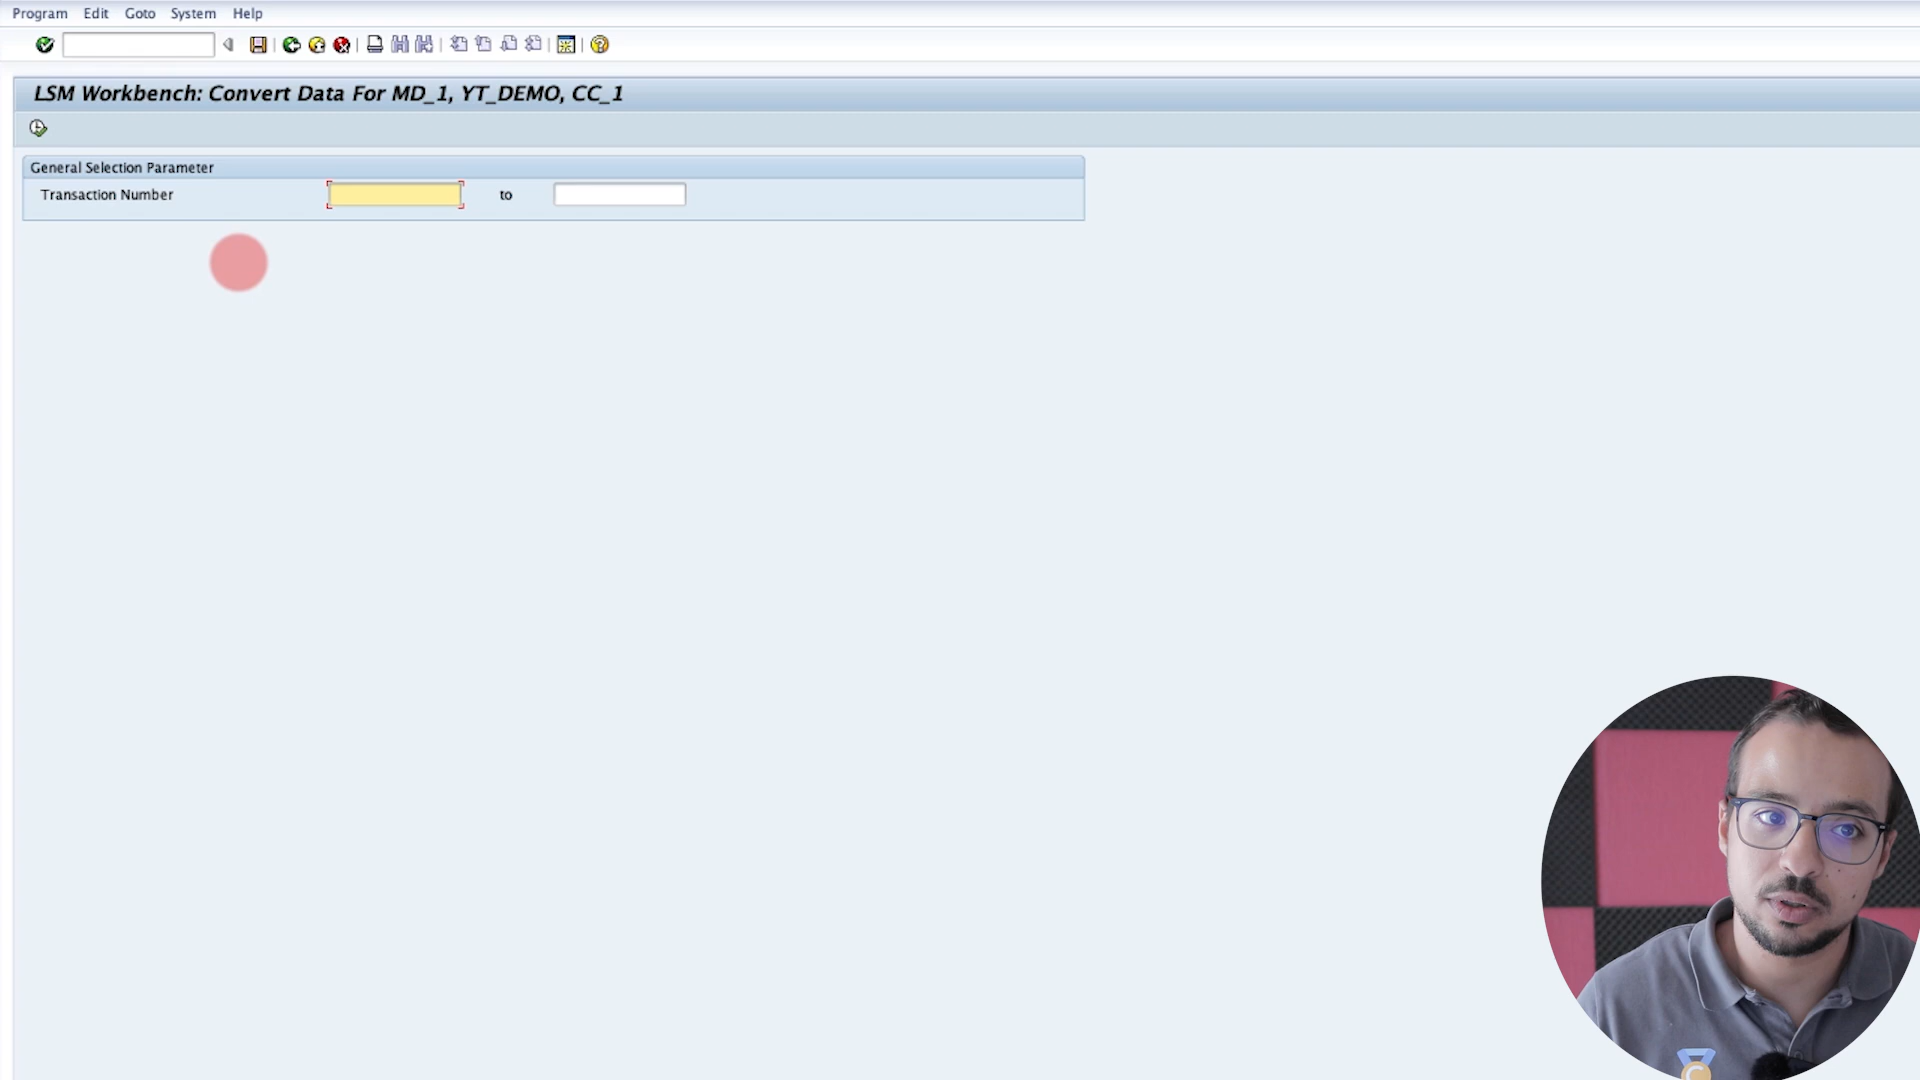 Program Edit Goto System Help
LSM Workbench: Convert Data For MD_1, YT_DEMO, CC_1
General Selection Parameter
Transaction Number to
C